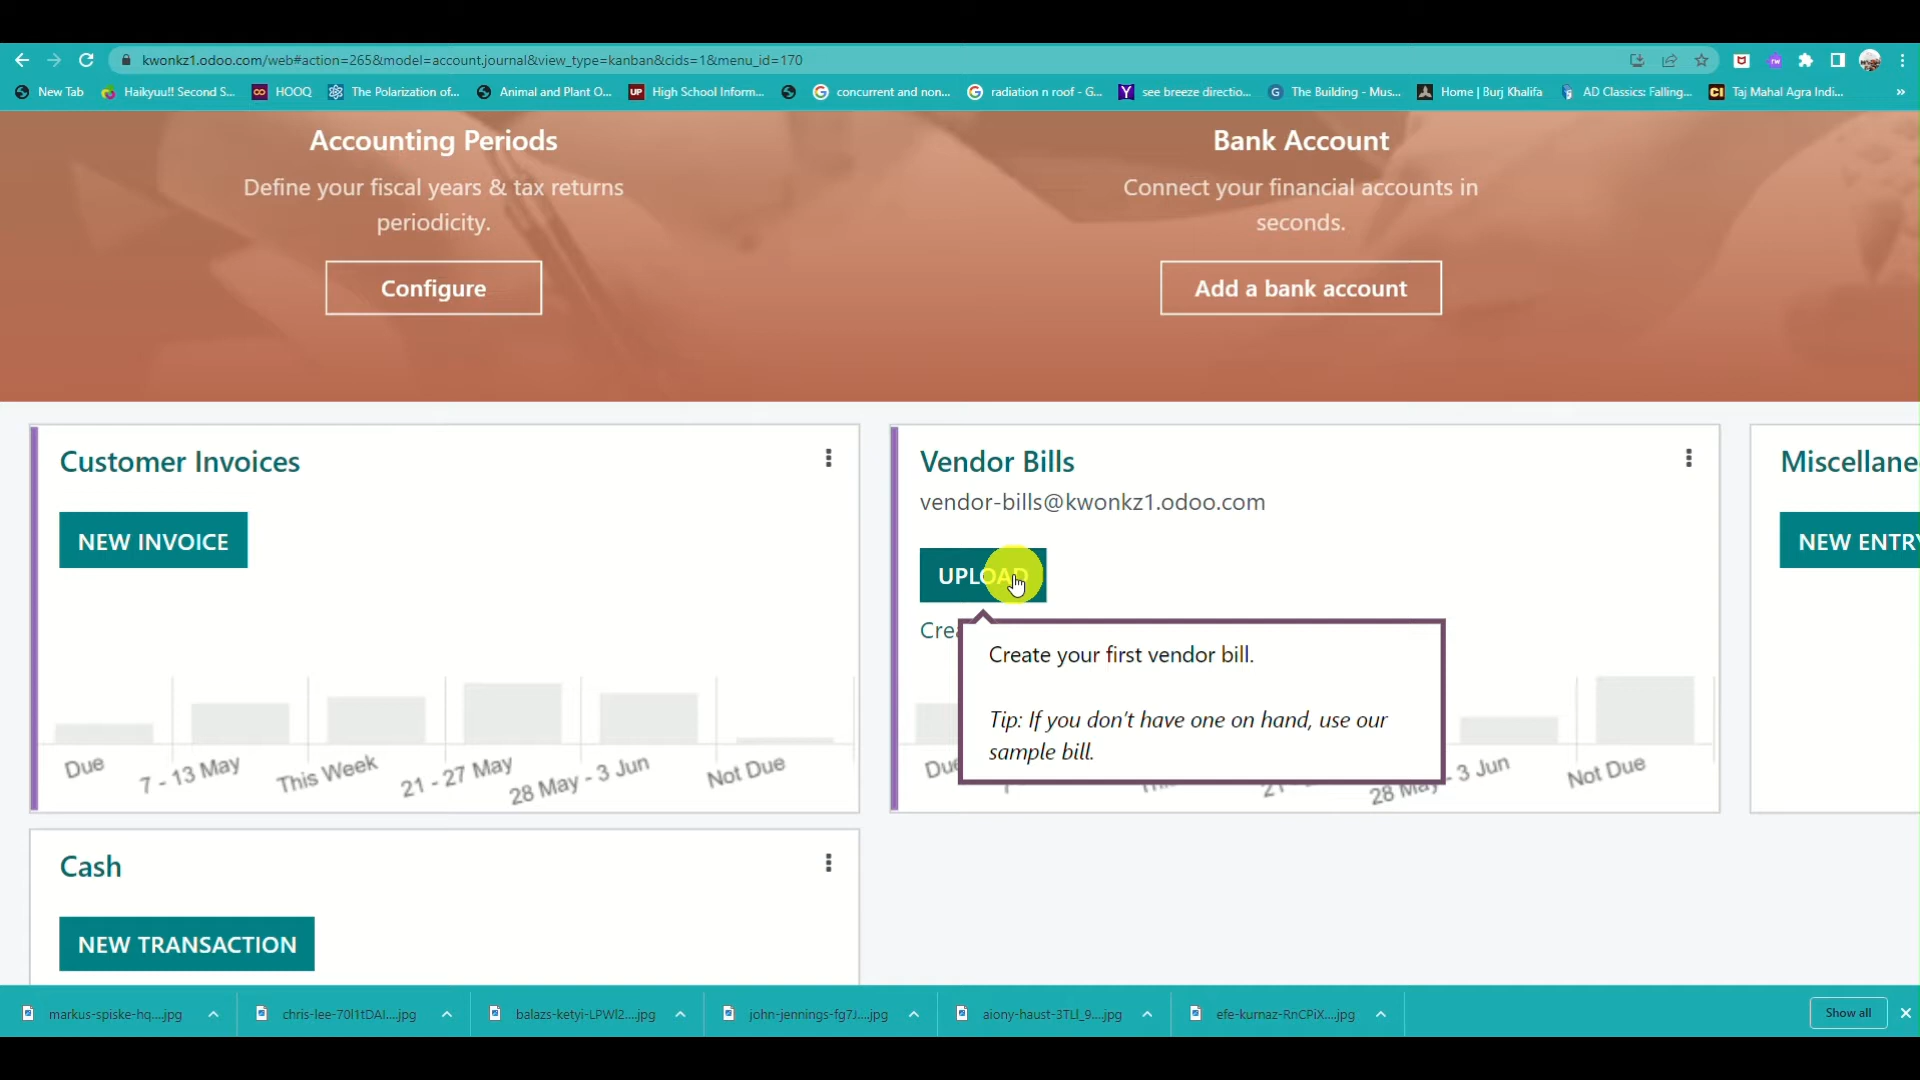 kwonkz1.odoo.com/web#action=265&model=account.journal&view_type=kanban&cids=1&menu_id=170
New Tab
Haikyuu!! Second S...
HOOQ
The Polarization of...
Animal and Plant O...
High School Inform...
concurrent and non...
radiation n roof - G...
see breeze directio...
The Building - Mus...
Home | Burj Khalifa
AD Classics: Falling...
Taj Mahal Agra Indi...
»
Accounting Periods
Define your fiscal years & tax returns
periodicity.
Configure
Bank Account
Connect your financial accounts in
seconds.
Add a bank account
Customer Invoices
NEW INVOICE
Due
7 - 13 May
This Week
21 - 27 May
28 May - 3 Jun
Not Due
Vendor Bills
vendor-bills@kwonkz1.odoo.com
UPLOAD
Crea
Create your first vendor bill.
Tip: If you don't have one on hand, use our
sample bill.
Due
28 May - 3 Jun
Not Due
Miscellane
NEW ENTRY
Cash
NEW TRANSACTION
markus-spiske-hq....jpg
chris-lee-70l1tDAI....jpg
balazs-ketyi-LPWl2....jpg
john-jennings-fg7J....jpg
aiony-haust-3TLl_9....jpg
efe-kurnaz-RnCPiX....jpg
Show all